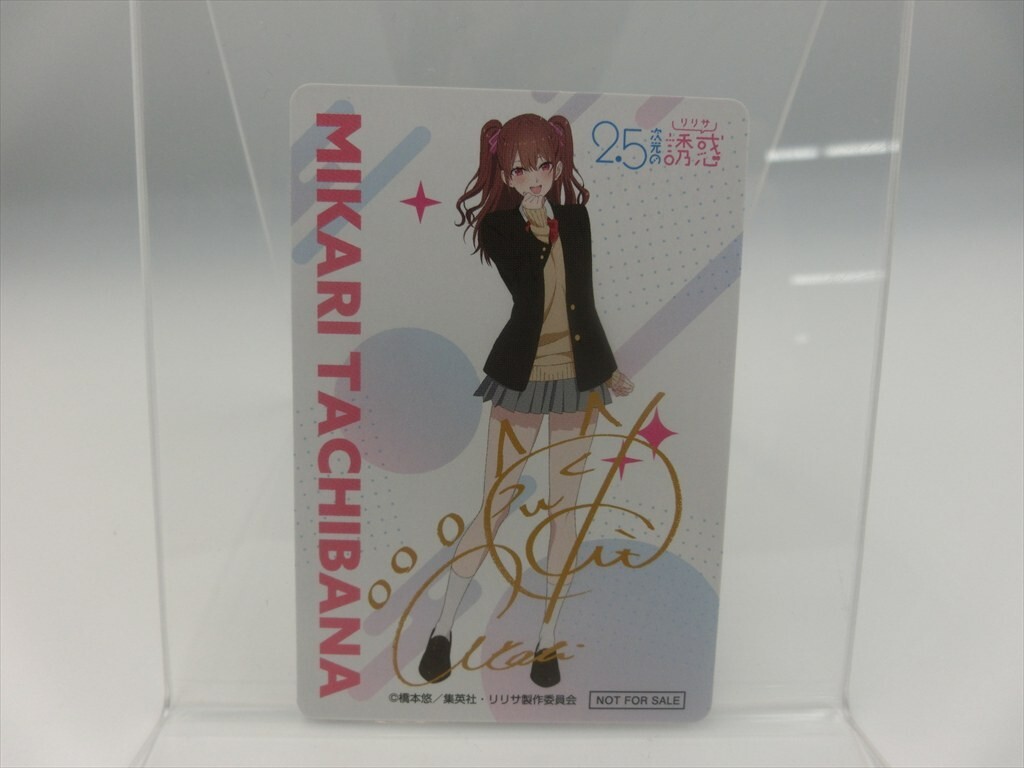 MIKARI TACHIBANA
リリサ
2.5次元の誘惑
©橋本悠／集英社・リリサ製作委員会
NOT FOR SALE